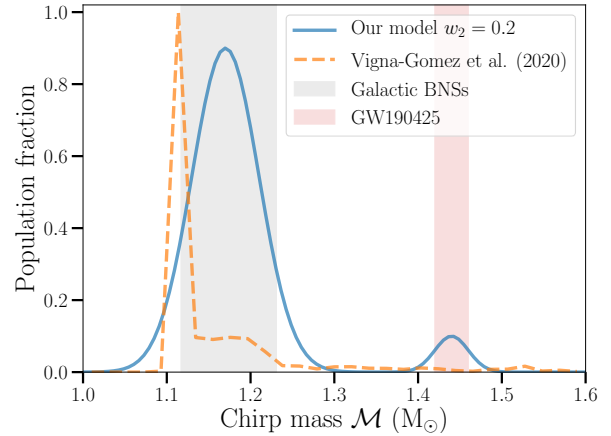 Our model w₂ = 0.2
Vigna-Gomez et al. (2020)
Galactic BNSs
GW190425
Population fraction
1.0
0.8
0.6
0.4
0.2
0.0
1.0 1.1 1.2 1.3 1.4 1.5 1.6
Chirp mass ℳ (M⊙)